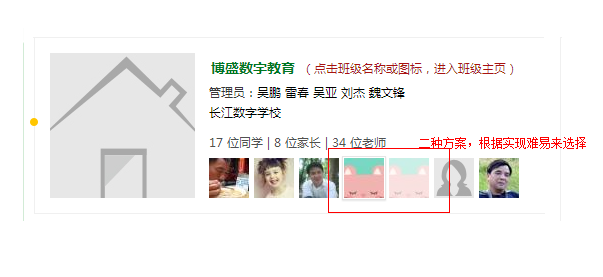 博盛数字教育 （点击班级名称或图标，进入班级主页）
管理员：吴鹏 雷春 吴亚 刘杰 魏文锋
长江数字学校
17 位同学 | 8 位家长 | 34 位老师 二种方案，根据实现难易来选择